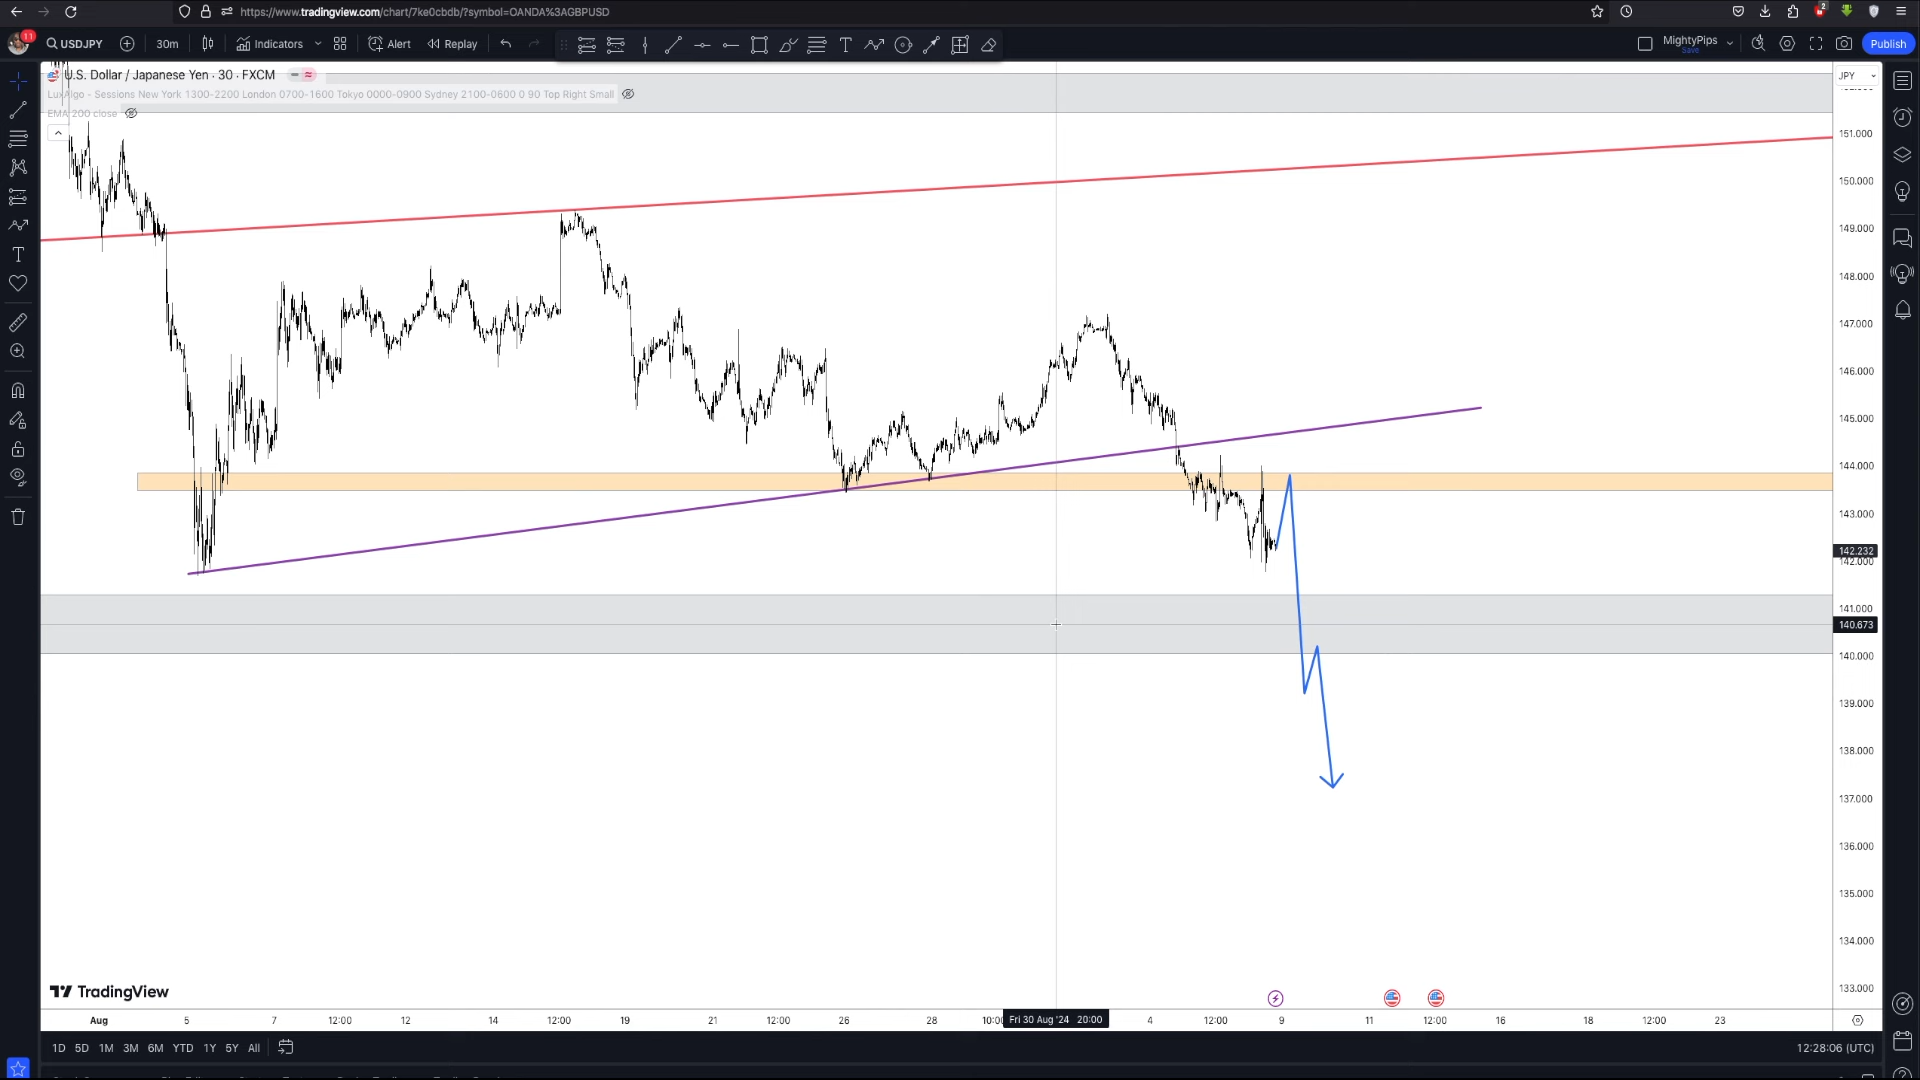 https://www.tradingview.com/chart/7ke0cbdb/?symbol=OANDA%3AGBPUSD
2
11
USDJPY
30m
Indicators
Alert
Replay
MightyPips
Save
Publish
U.S. Dollar / Japanese Yen · 30 · FXCM
JPY
LuxAlgo - Sessions New York 1300-2200 London 0700-1600 Tokyo 0000-0900 Sydney 2100-0600 0 90 Top Right Small
EMA 200 close
151.000
150.000
149.000
148.000
147.000
146.000
145.000
144.000
143.000
142.232
142.000
141.000
140.673
140.000
139.000
138.000
137.000
136.000
135.000
134.000
133.000
TradingView
Aug 5 7 12:00 12 14 12:00 19 21 12:00 26 28 10:00 Fri 30 Aug '24 20:00 4 12:00 9 11 12:00 16 18 12:00 23
1D 5D 1M 3M 6M YTD 1Y 5Y All
12:28:06 (UTC)